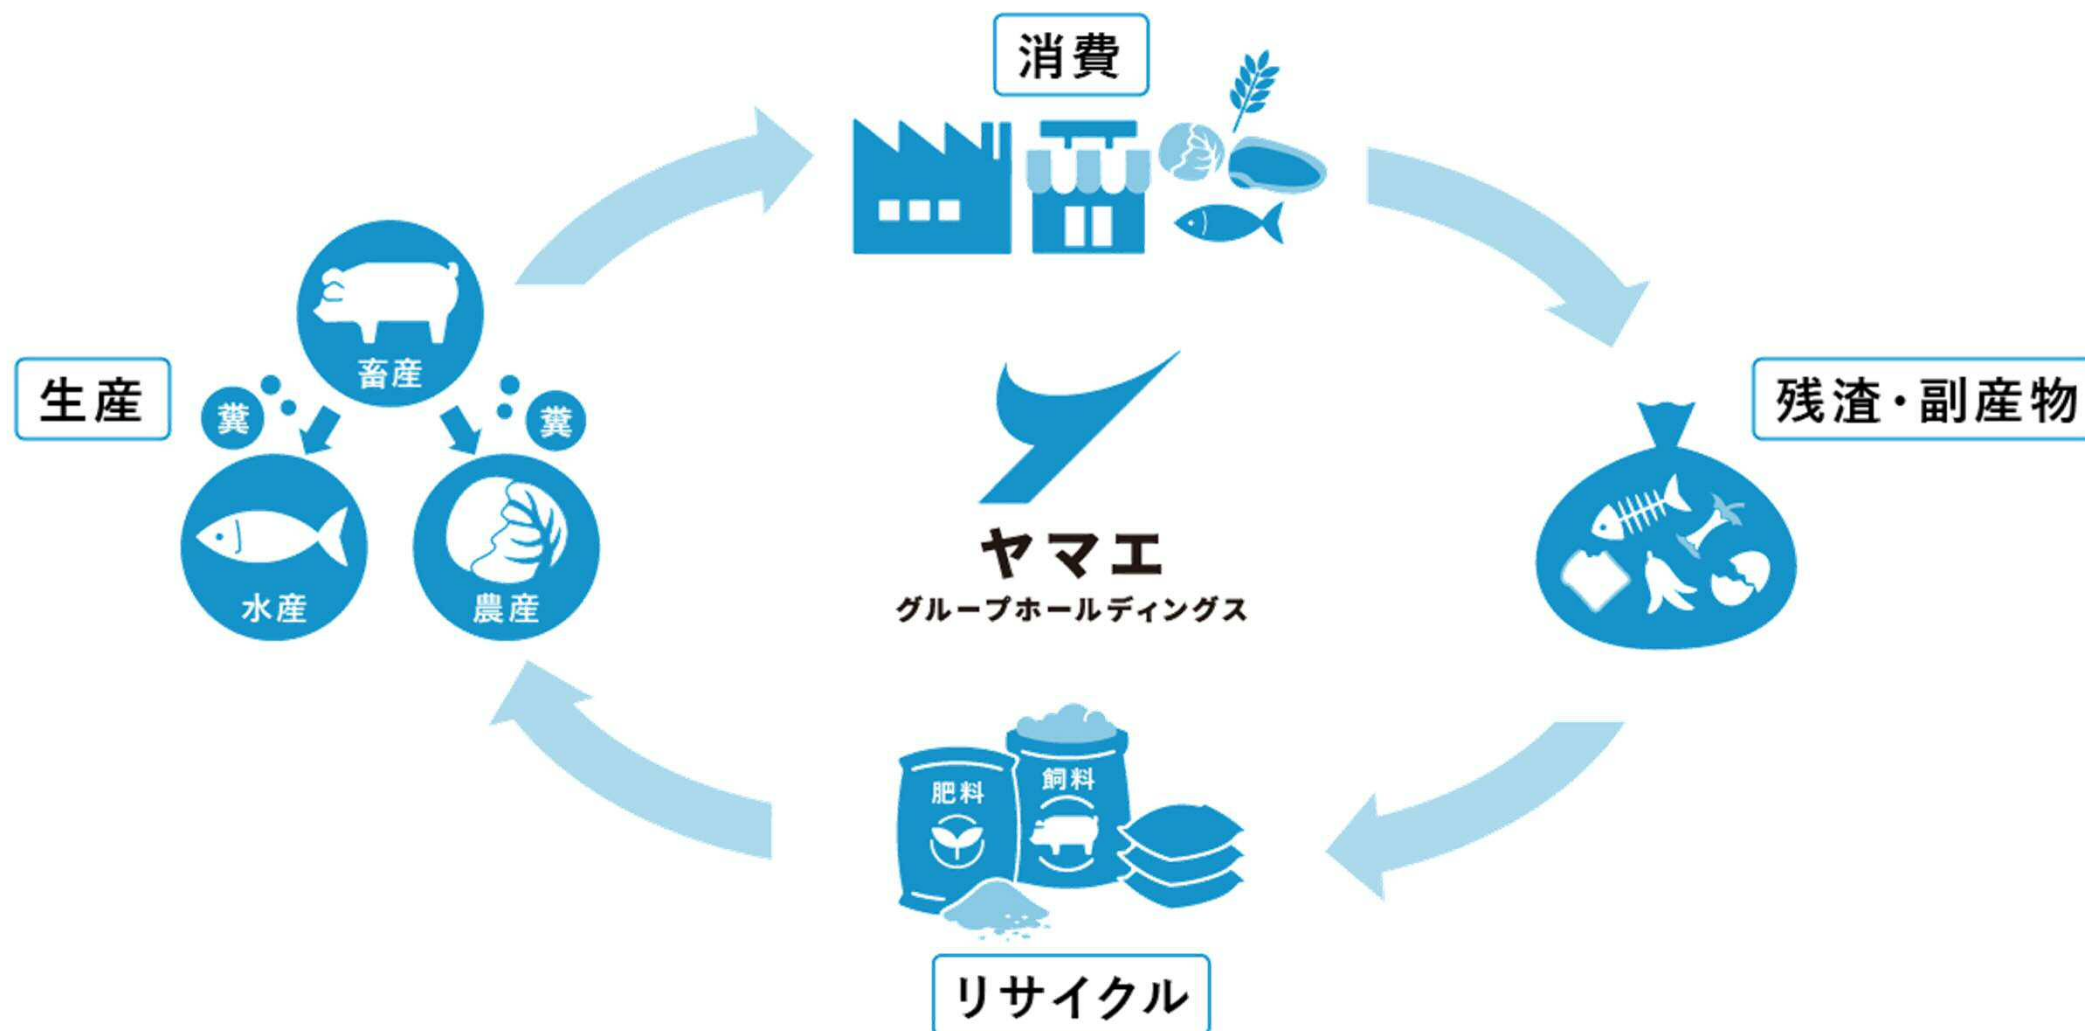 消費
生産
畜産
糞
糞
水産
農産
ヤマエ
グループホールディングス
残渣・副産物
肥料
飼料
リサイクル